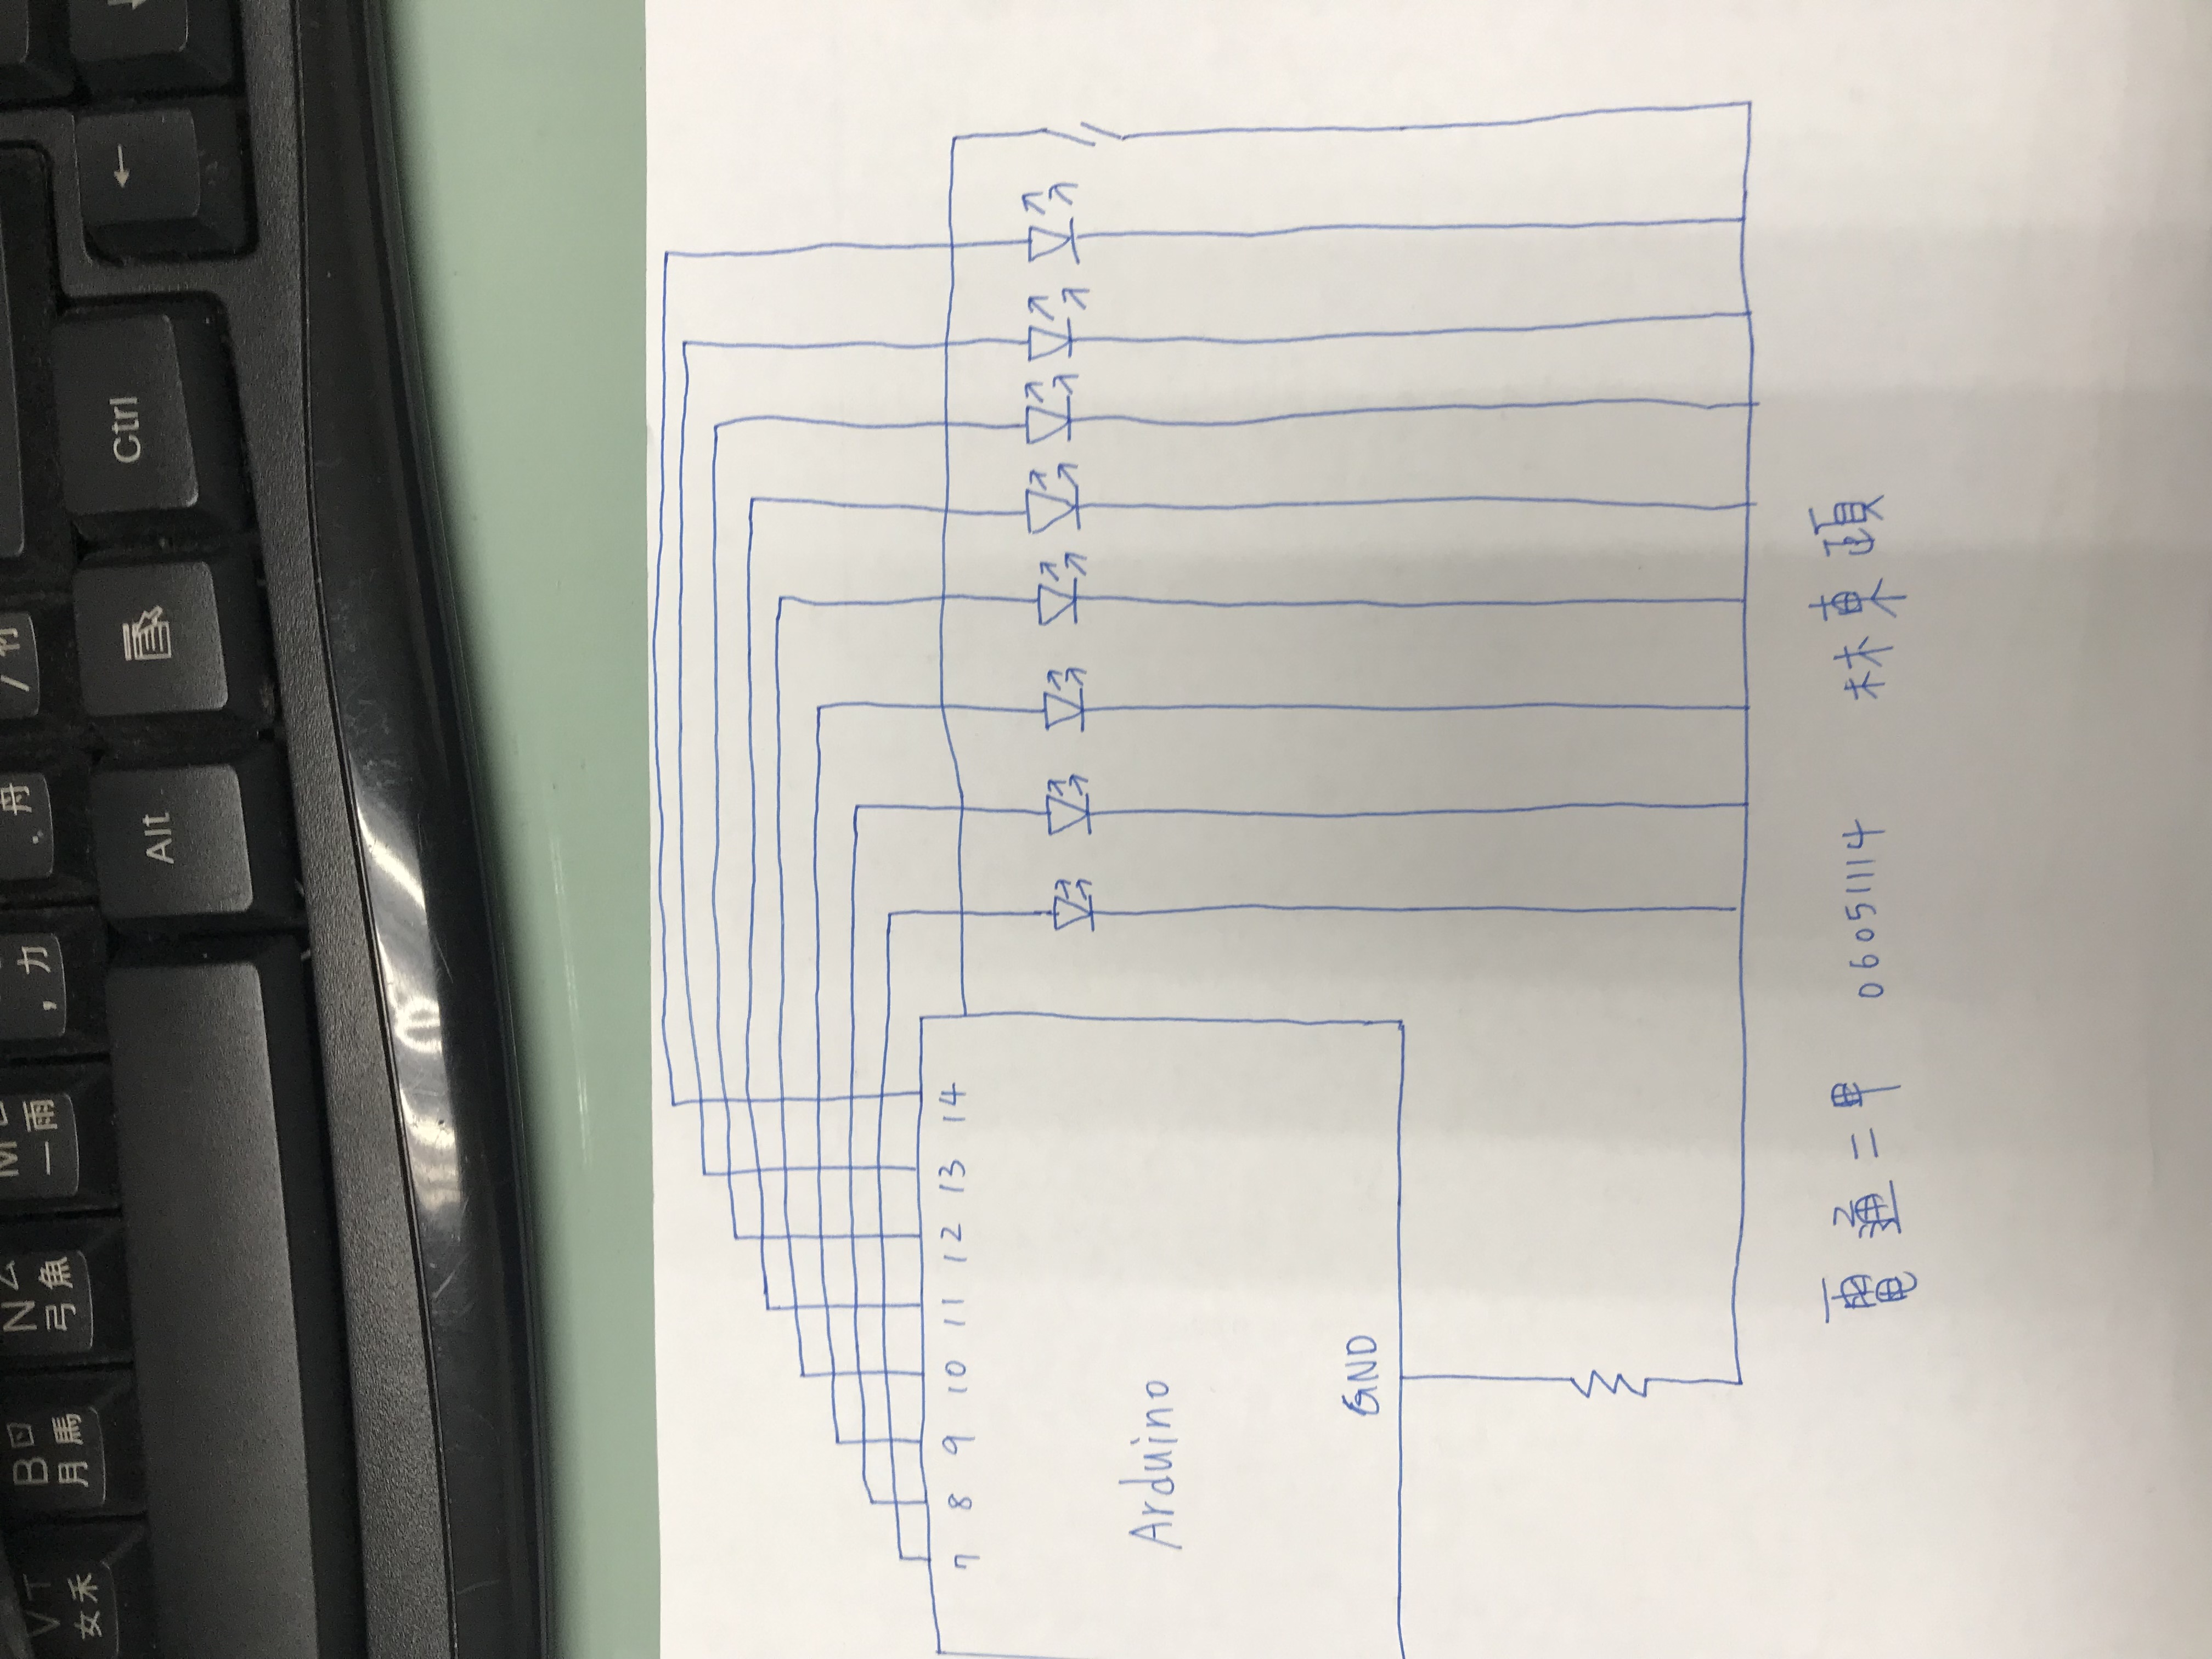 V ㄒ B ㄖ N ㄙ M ㄩ
女 禾 月 馬 弓 魚 一 雨 , 力 . 舟 / 竹
Alt Ctrl ←
7 8 9 10 11 12 13 14
Arduino
GND
電通二甲 06051114 林東頤